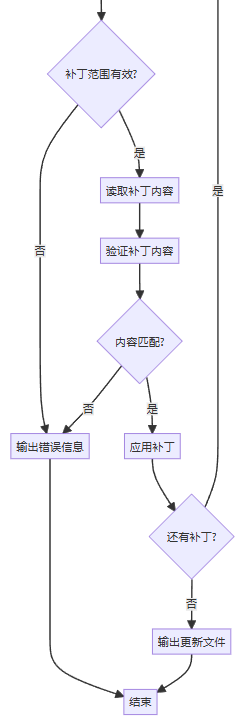 补丁范围有效?
是
读取补丁内容
是
否
验证补丁内容
内容匹配?
否
是
输出错误信息
应用补丁
还有补丁?
否
输出更新文件
结束